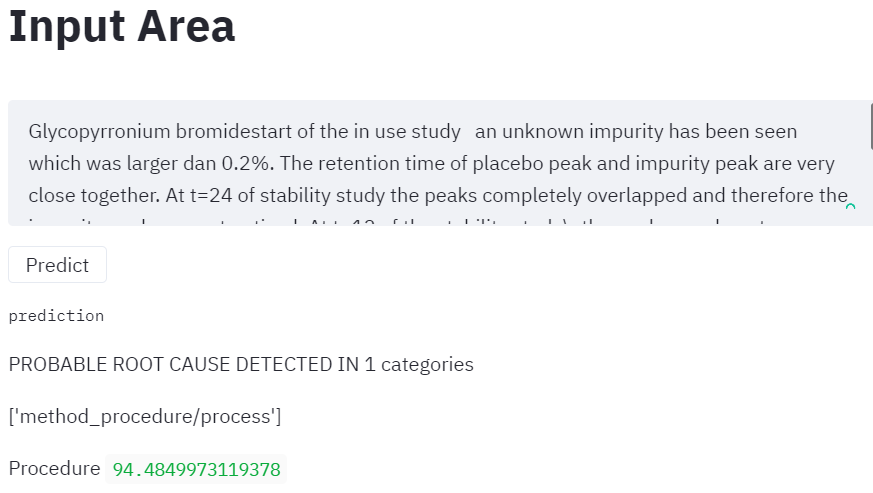 Input Area
Glycopyrronium bromidestart of the in use study an unknown impurity has been seen
which was larger dan 0.2%. The retention time of placebo peak and impurity peak are very
close together. At t=24 of stability study the peaks completely overlapped and therefore the
Predict
prediction
PROBABLE ROOT CAUSE DETECTED IN 1 categories
['method_procedure/process']
Procedure 94.4849973119378